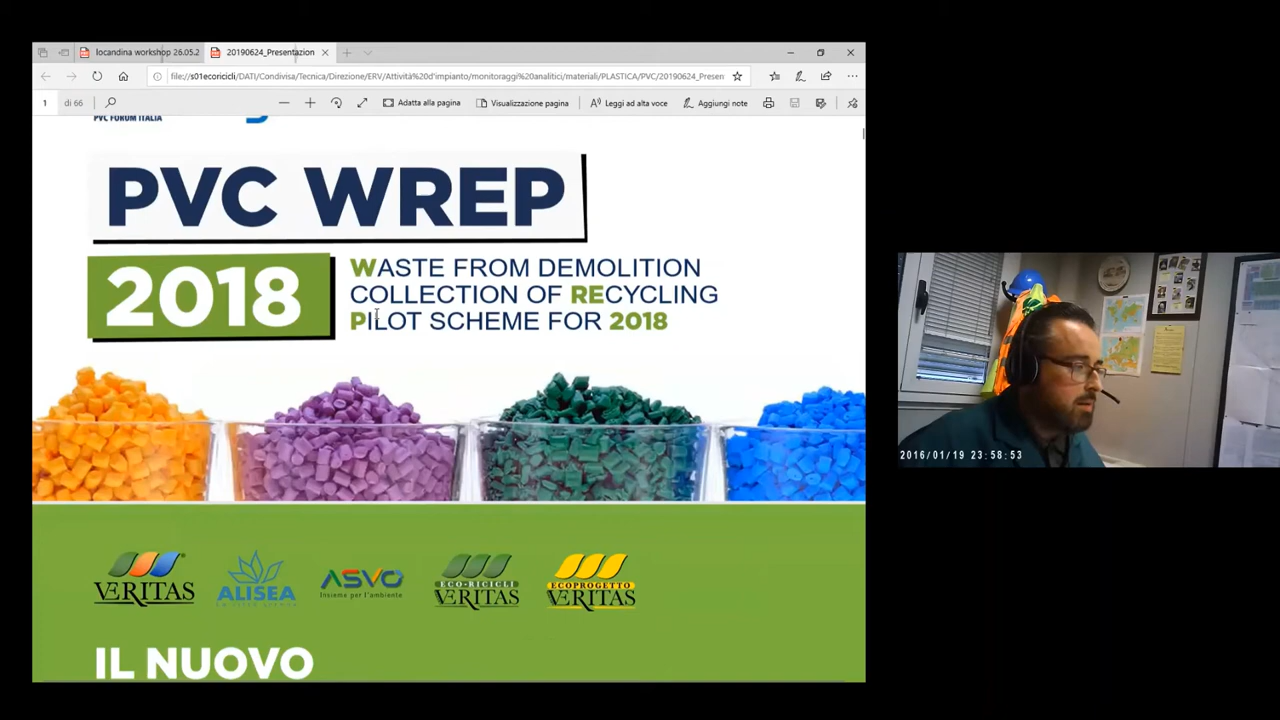 locandina workshop 26.05.2
20190624_Presentazion
file://s01ecoricicli/DATI/Condivisa/Tecnica/Direzione/ERV/Attività%20d'impianto/monitoraggi%20analitici/materiali/PLASTICA/PVC/20190624_Presen
1 di 66
Adatta alla pagina
Visualizzazione pagina
Leggi ad alta voce
Aggiungi note
PVC FORUM ITALIA
PVC WREP
2018
WASTE FROM DEMOLITION
COLLECTION OF RECYCLING
PILOT SCHEME FOR 2018
2016/01/19 23:58:53
VERITAS
ALISEA
ASVO
Insieme per l'ambiente
ECO-RICICLI
VERITAS
ECOPROGETTO
VERITAS
IL NUOVO